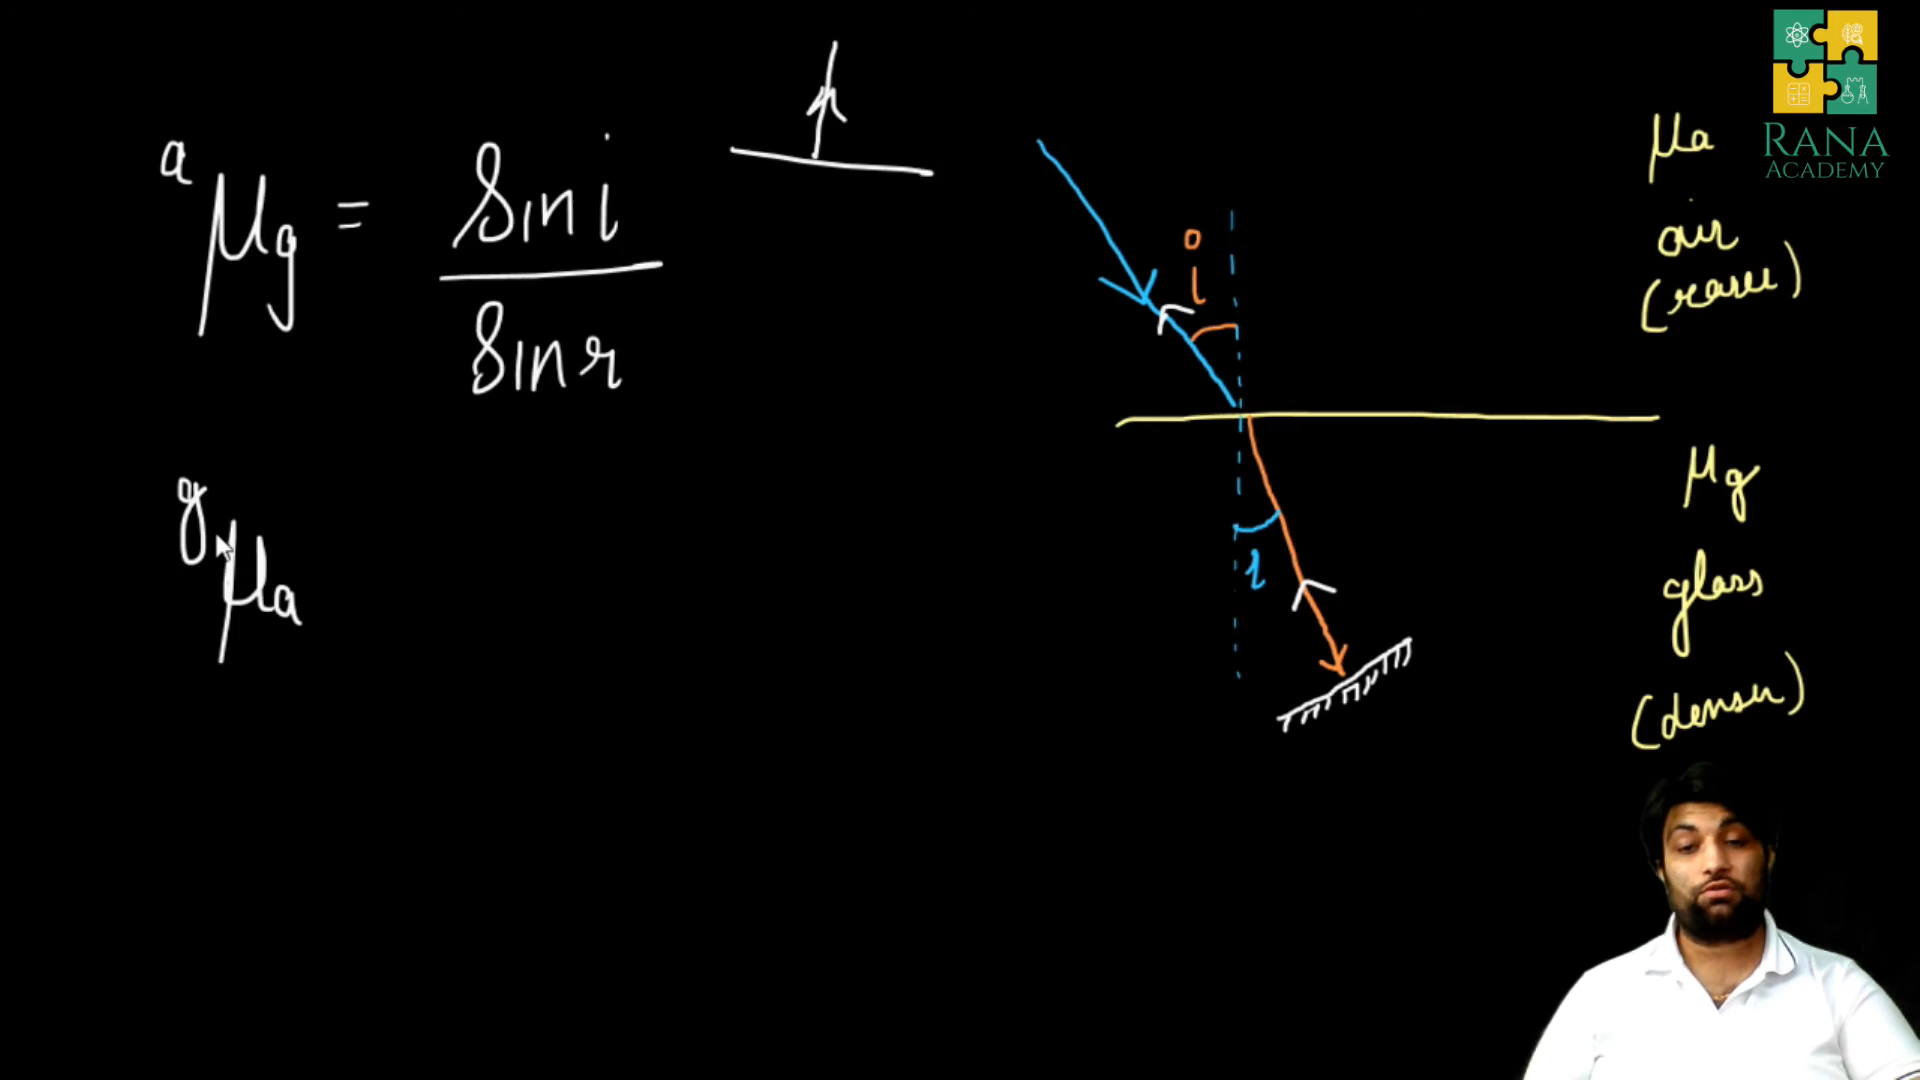 ᵃμg = sin i / sin r
ᵍμa
i
r
μa
air
(rarer)
μg
glass
(denser)
RANA
ACADEMY